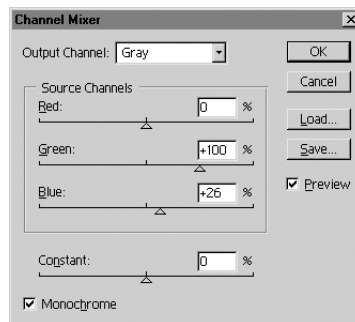 Channel Mixer
Output Channel: Gray
OK
Cancel
Load...
Save...
Preview
Source Channels
Red: 0 %
Green: +100 %
Blue: +26 %
Constant: 0 %
Monochrome